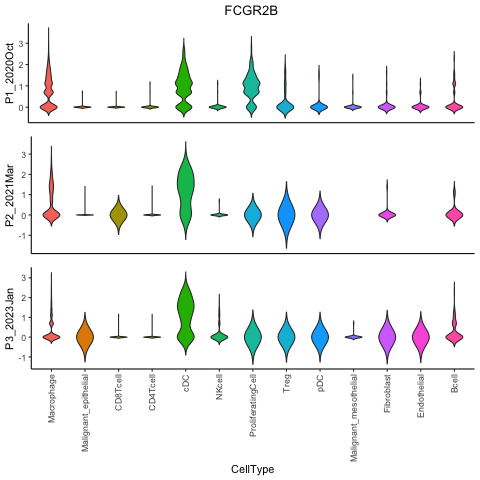 FCGR2B
P1_2020Oct
3
2
1
0
P2_2021Mar
3
2
1
0
-1
P3_2023Jan
3
2
1
0
-1
Macrophage
Malignant_epithelial
CD8Tcell
CD4Tcell
cDC
NKcell
ProliferatingCell
Treg
pDC
Malignant_mesothelial
Fibroblast
Endothelial
Bcell
CellType